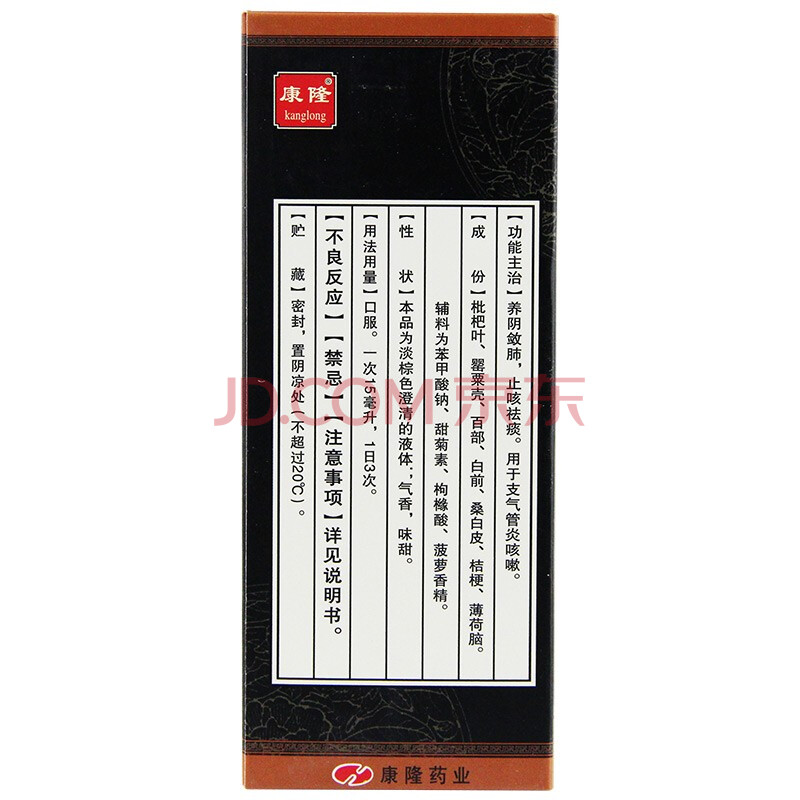 康隆®
kanglong
【功能主治】养阴敛肺，止咳祛痰。用于支气管炎咳嗽。
【成　份】枇杷叶、罂粟壳、百部、白前、桑白皮、桔梗、薄荷脑。
辅料为苯甲酸钠、甜菊素、枸橼酸、菠萝香精。
【性　状】本品为淡棕色澄清的液体；气香，味甜。
【用法用量】口服。一次15毫升，1日3次。
【不良反应】【禁忌】【注意事项】详见说明书。
【贮　藏】密封，置阴凉处（不超过20℃）。
JD.COM 京东
康隆药业